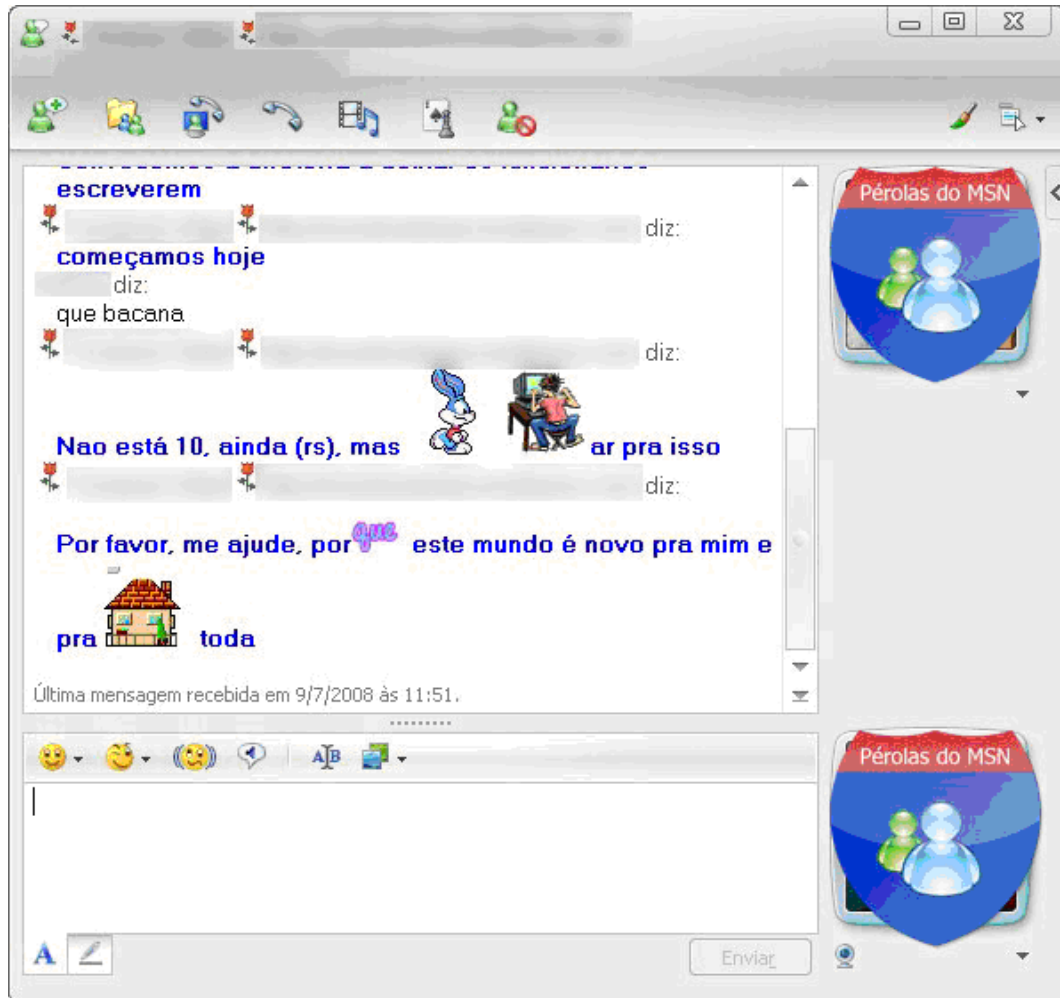 Pérolas do MSN
escreverem
diz:
começamos hoje
diz:
que bacana
diz:
Nao está 10, ainda (rs), mas ar pra isso
diz:
Por favor, me ajude, porque este mundo é novo pra mim e
pra toda
Última mensagem recebida em 9/7/2008 às 11:51.
Pérolas do MSN
A
Enviar